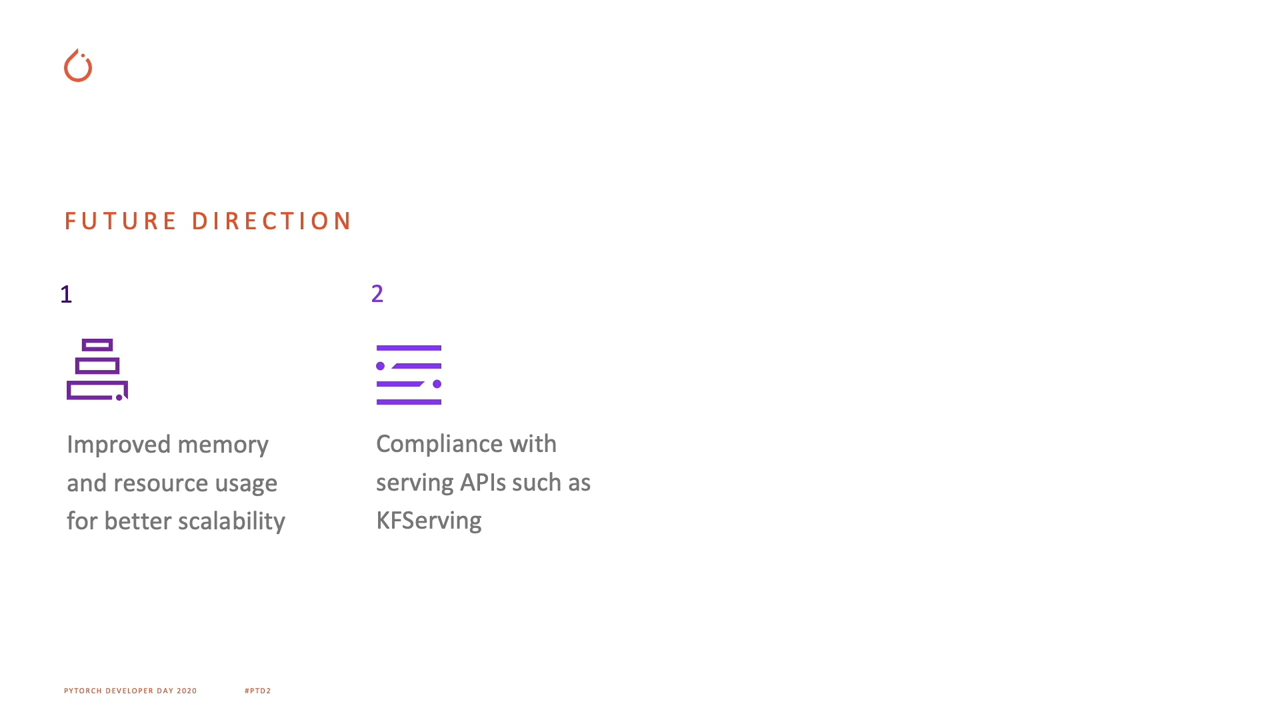 FUTURE DIRECTION
1
Improved memory
and resource usage
for better scalability
2
Compliance with
serving APIs such as
KFServing
PYTORCH DEVELOPER DAY 2020 #PTD2